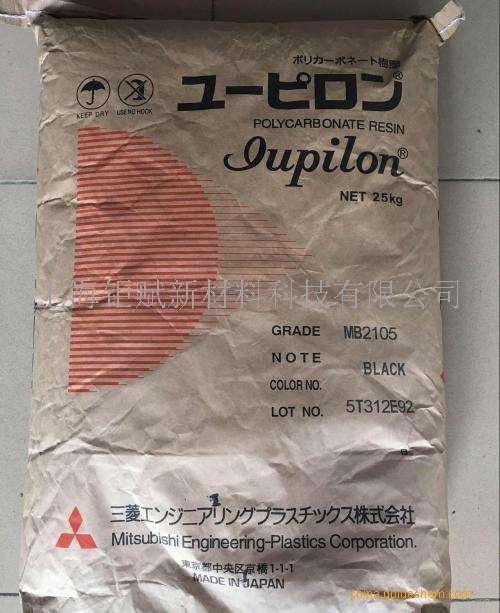 ポリカーボネート樹脂
ユーピロン®
KEEP DRY
USE NO HOOK
POLYCARBONATE RESIN
Iupilon®
NET 25kg
上海钜赋新材料科技有限公司
GRADE MB2105
NOTE
BLACK
COLOR NO.
LOT NO. 5T312E92
三菱エンジニアリングプラスチックス株式会社
Mitsubishi Engineering-Plastics Corporation.
東京都中央区京橋1-1-1
MADE IN JAPAN
china.guidechem.com